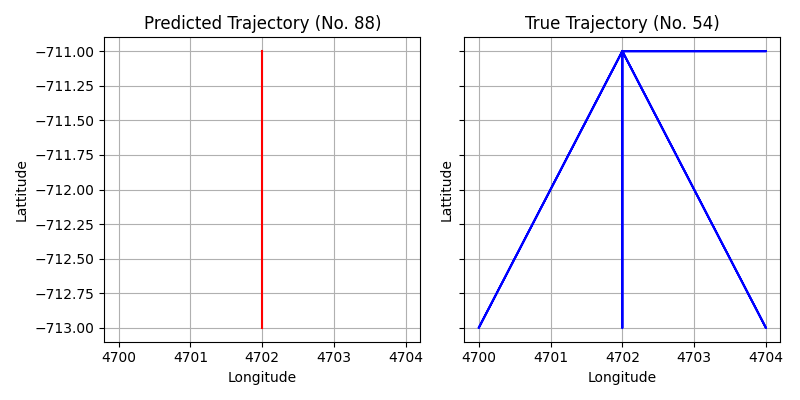 Predicted Trajectory (No. 88)
−711.00
−711.25
−711.50
−711.75
−712.00
−712.25
−712.50
−712.75
−713.00
Lattitude
4700 4701 4702 4703 4704
Longitude
True Trajectory (No. 54)
Lattitude
4700 4701 4702 4703 4704
Longitude